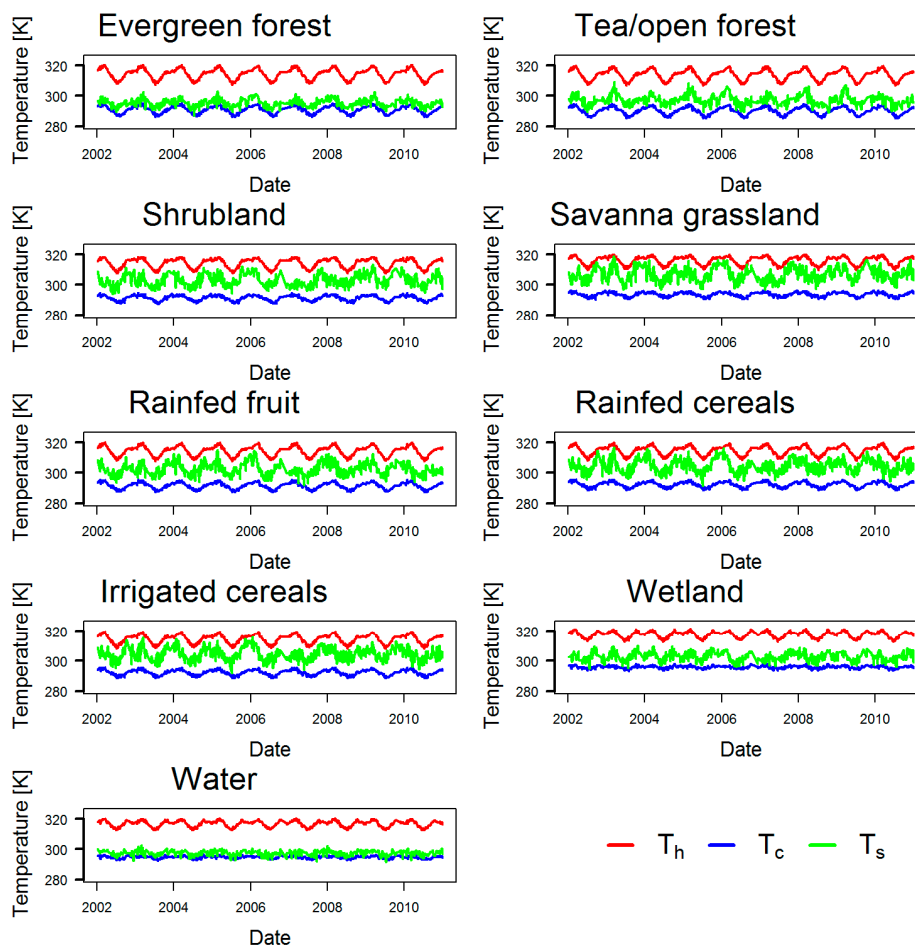 Evergreen forest
Temperature [K]
320
300
280
2002 2004 2006 2008 2010
Date
Tea/open forest
Temperature [K]
320
300
280
2002 2004 2006 2008 2010
Date
Shrubland
Temperature [K]
320
300
280
2002 2004 2006 2008 2010
Date
Savanna grassland
Temperature [K]
320
300
280
2002 2004 2006 2008 2010
Date
Rainfed fruit
Temperature [K]
320
300
280
2002 2004 2006 2008 2010
Date
Rainfed cereals
Temperature [K]
320
300
280
2002 2004 2006 2008 2010
Date
Irrigated cereals
Temperature [K]
320
300
280
2002 2004 2006 2008 2010
Date
Wetland
Temperature [K]
320
300
280
2002 2004 2006 2008 2010
Date
Water
Temperature [K]
320
300
280
2002 2004 2006 2008 2010
Date
Th Tc Ts